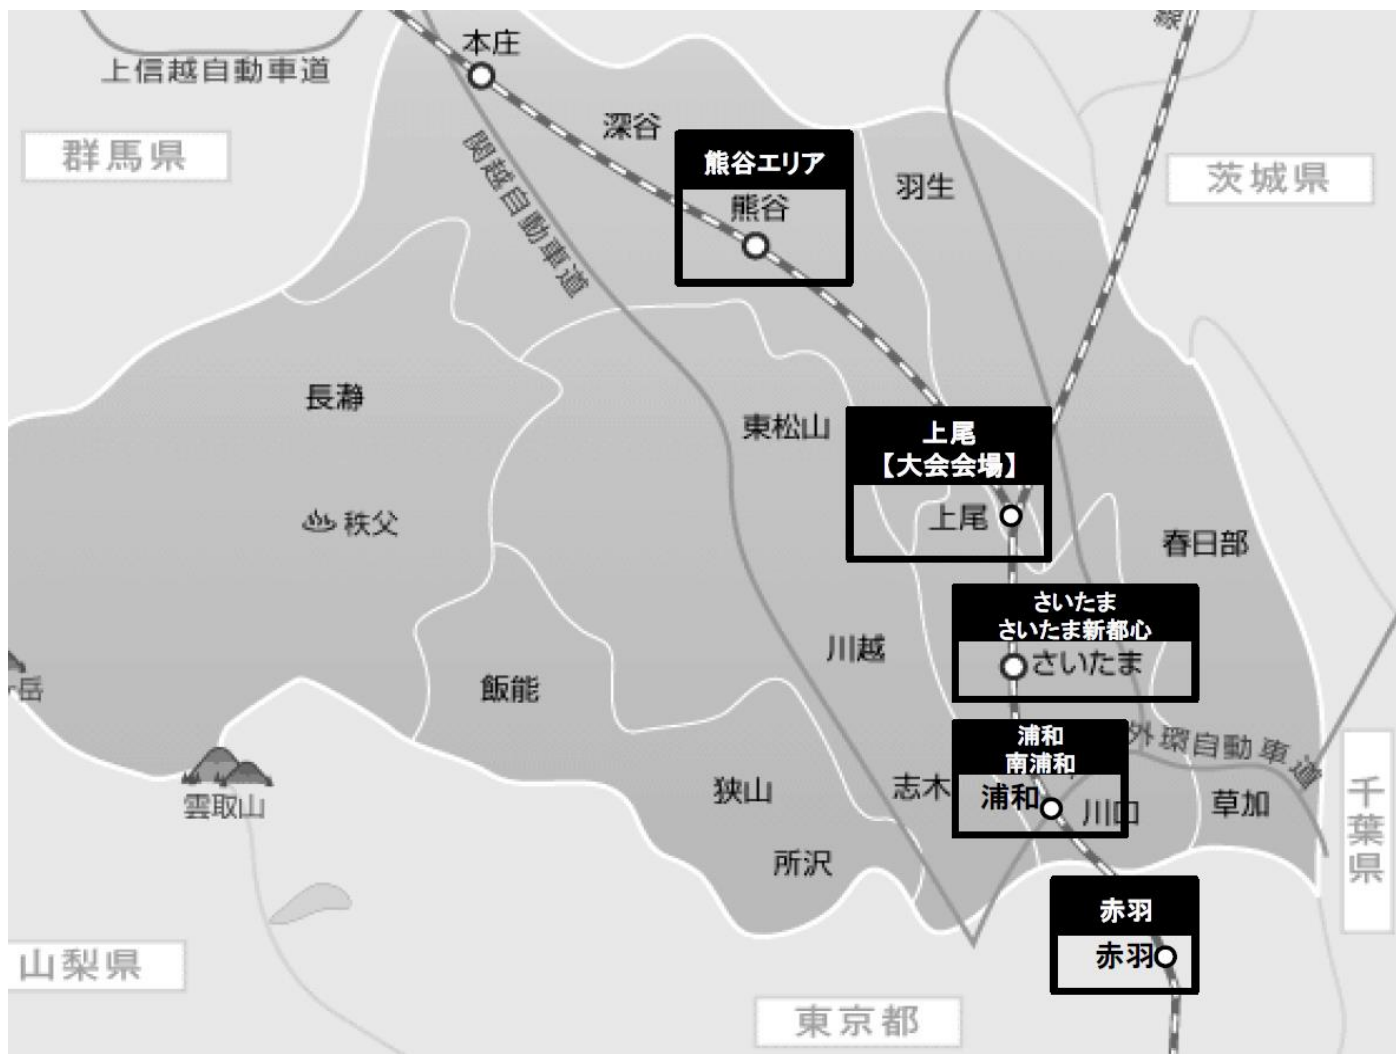 本庄
上信越自動車道
深谷
群馬県
関越自動車道
熊谷エリア
熊谷
羽生
茨城県
長瀞
東松山
上尾
【大会会場】
上尾
秩父
春日部
さいたま
さいたま新都心
さいたま
川越
飯能
岳
浦和
南浦和
浦和
外環自動車道
志木
川口
草加
狭山
雲取山
千葉県
所沢
赤羽
赤羽
山梨県
東京都